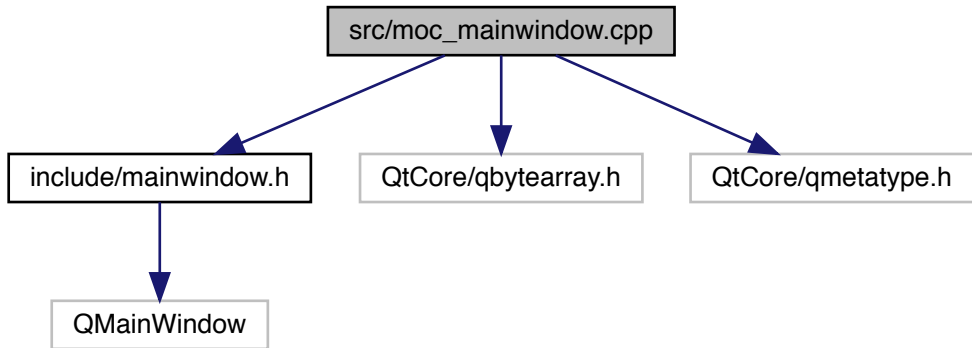 src/moc_mainwindow.cpp
include/mainwindow.h
QtCore/qbytearray.h
QtCore/qmetatype.h
QMainWindow